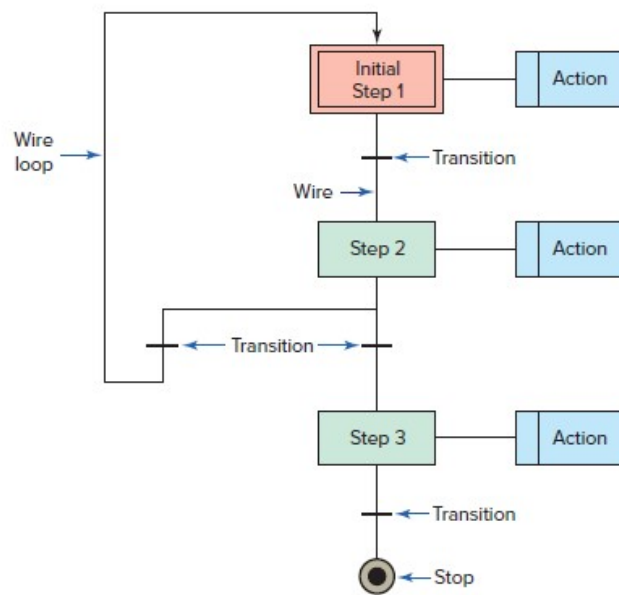 Initial
Step 1
Action
Wire
loop
Transition
Wire
Step 2
Action
Transition
Step 3
Action
Transition
Stop